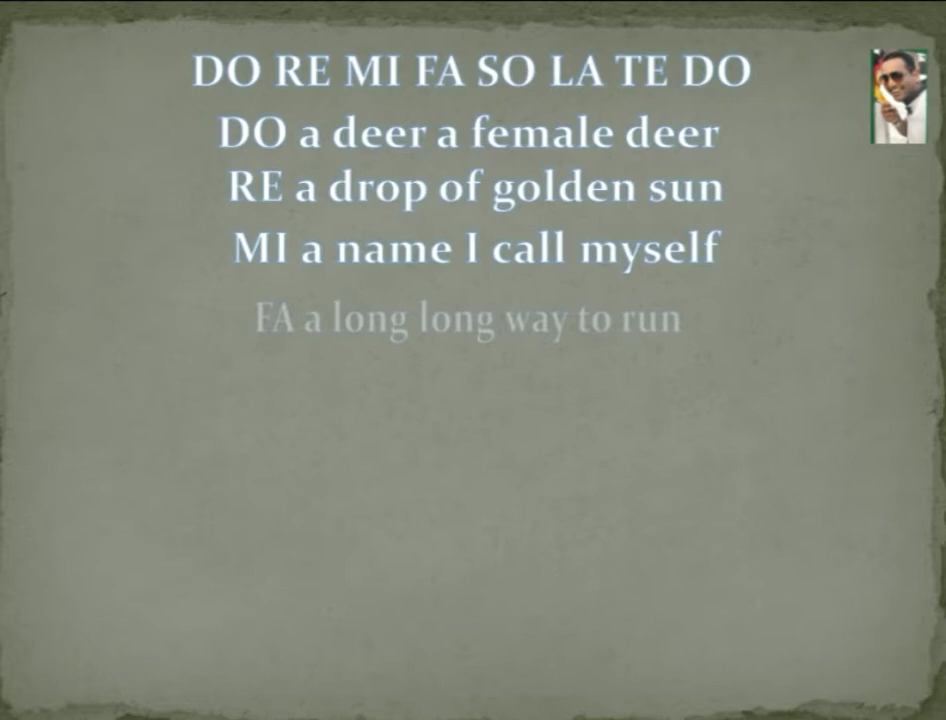 DO RE MI FA SO LA TE DO
DO a deer a female deer
RE a drop of golden sun
MI a name I call myself
FA a long long way to run